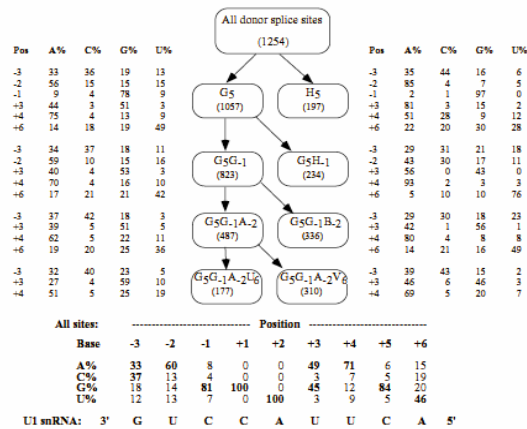 All donor splice sites
(1254)
Pos A% C% G% U%
-3 33 36 19 13
-2 56 15 15 15
-1 9 4 78 9
+3 44 3 51 3
+4 75 4 13 9
+6 14 18 19 49
-3 34 37 18 11
-2 59 10 15 16
+3 40 4 53 3
+4 70 4 16 10
+6 17 21 21 42
-3 37 42 18 3
+3 39 5 51 5
+4 62 5 22 11
+6 19 20 25 36
-3 32 40 23 5
+3 27 4 59 10
+4 51 5 25 19
G5
(1057)
H5
(197)
G5G-1
(823)
G5H-1
(234)
G5G-1A-2
(487)
G5G-1B-2
(336)
G5G-1A-2U6
(177)
G5G-1A-2V6
(310)
Pos A% C% G% U%
-3 35 44 16 6
-2 85 4 7 5
-1 2 1 97 0
+3 81 3 15 2
+4 51 28 9 12
+6 22 20 30 28
-3 29 31 21 18
-2 43 30 17 11
+3 56 0 43 0
+4 93 2 3 3
+6 5 10 10 76
-3 29 30 18 23
+3 42 1 56 1
+4 80 4 8 8
+6 14 21 16 49
-3 39 43 15 2
+3 46 6 46 3
+4 69 5 20 7
All sites: Position
Base -3 -2 -1 +1 +2 +3 +4 +5 +6
A% 33 60 8 0 0 49 71 6 15
C% 37 13 4 0 0 3 7 5 19
G% 18 14 81 100 0 45 12 84 20
U% 12 13 7 0 100 3 9 5 46
U1 snRNA: 3' G U C C A U U C A 5'